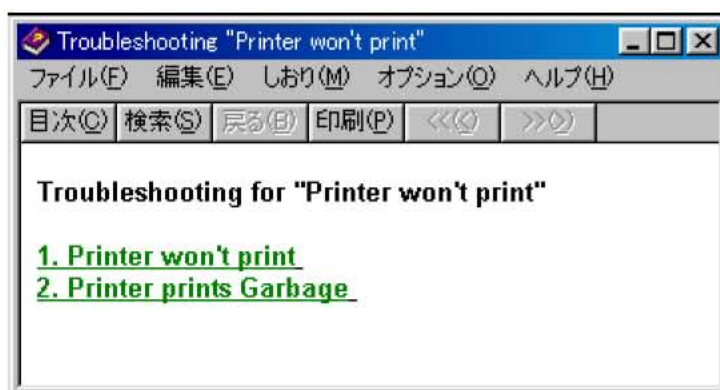 Troubleshooting "Printer won't print"
ファイル(F) 編集(E) しおり(M) オプション(O) ヘルプ(H)
目次(C) 検索(S) 戻る(B) 印刷(P) <<(<) >>(>)
Troubleshooting for "Printer won't print"
1. Printer won't print
2. Printer prints Garbage